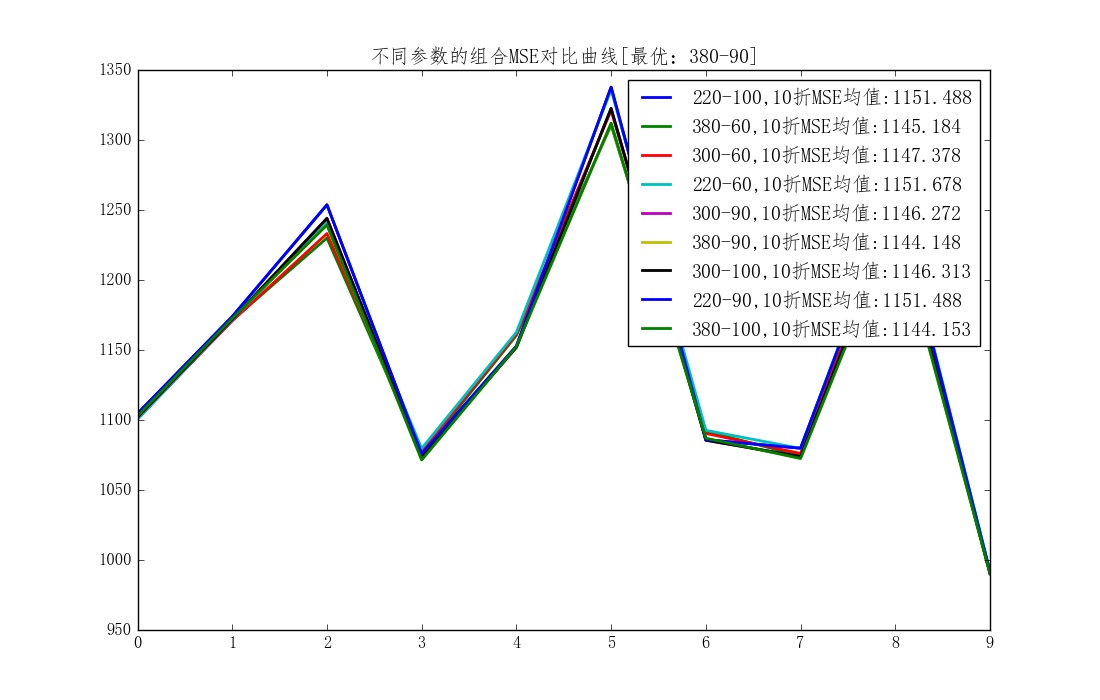 不同参数的组合MSE对比曲线[最优：380-90]
1350
1300
1250
1200
1150
1100
1050
1000
950
0 1 2 3 4 5 6 7 8 9
220-100,10折MSE均值:1151.488
380-60,10折MSE均值:1145.184
300-60,10折MSE均值:1147.378
220-60,10折MSE均值:1151.678
300-90,10折MSE均值:1146.272
380-90,10折MSE均值:1144.148
300-100,10折MSE均值:1146.313
220-90,10折MSE均值:1151.488
380-100,10折MSE均值:1144.153